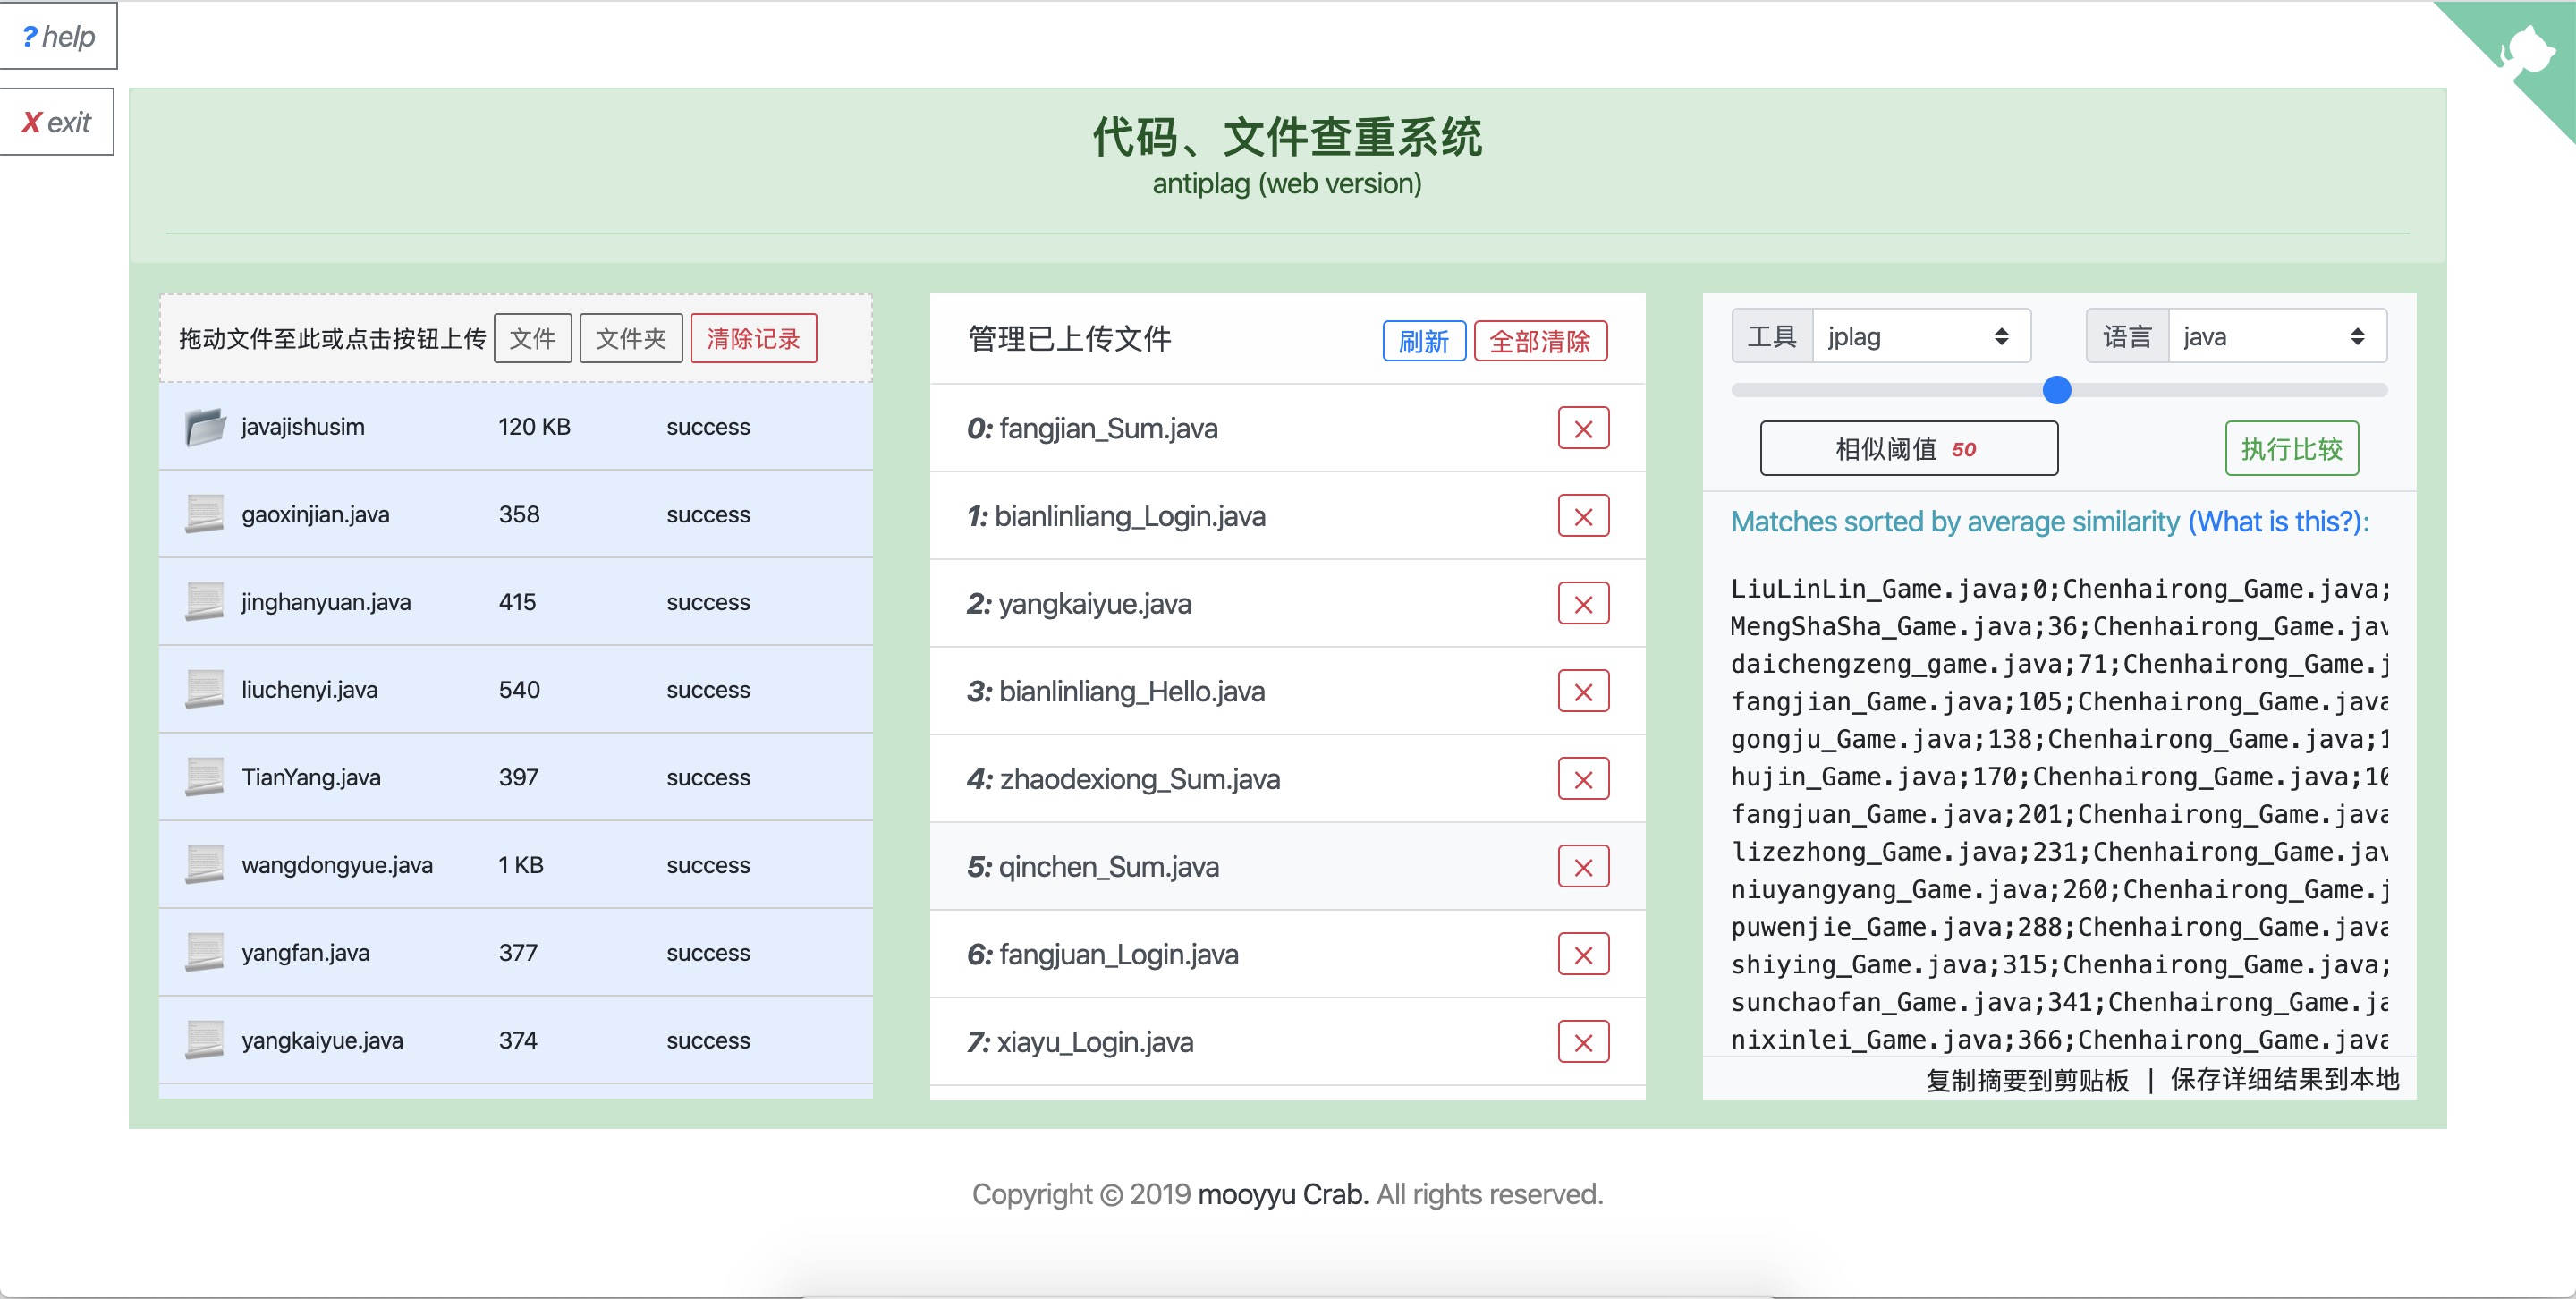 ? help
X exit
代码、文件查重系统
antiplag (web version)
拖动文件至此或点击按钮上传 文件 文件夹 清除记录
javajishusim 120 KB success
gaoxinjian.java 358 success
jinghanyuan.java 415 success
liuchenyi.java 540 success
TianYang.java 397 success
wangdongyue.java 1 KB success
yangfan.java 377 success
yangkaiyue.java 374 success
管理已上传文件 刷新 全部清除
0: fangjian_Sum.java
1: bianlinliang_Login.java
2: yangkaiyue.java
3: bianlinliang_Hello.java
4: zhaodexiong_Sum.java
5: qinchen_Sum.java
6: fangjuan_Login.java
7: xiayu_Login.java
工具 jplag 语言 java
相似阈值 50 执行比较
Matches sorted by average similarity (What is this?):
LiuLinLin_Game.java;0;Chenhairong_Game.java;
MengShaSha_Game.java;36;Chenhairong_Game.jav
daichengzeng_game.java;71;Chenhairong_Game.j
fangjian_Game.java;105;Chenhairong_Game.java
gongju_Game.java;138;Chenhairong_Game.java;1
hujin_Game.java;170;Chenhairong_Game.java;10
fangjuan_Game.java;201;Chenhairong_Game.java
lizezhong_Game.java;231;Chenhairong_Game.jav
niuyangyang_Game.java;260;Chenhairong_Game.j
puwenjie_Game.java;288;Chenhairong_Game.java
shiying_Game.java;315;Chenhairong_Game.java;
sunchaofan_Game.java;341;Chenhairong_Game.ja
nixinlei_Game.java;366;Chenhairong_Game.java
复制摘要到剪贴板 | 保存详细结果到本地
Copyright © 2019 mooyyu Crab. All rights reserved.